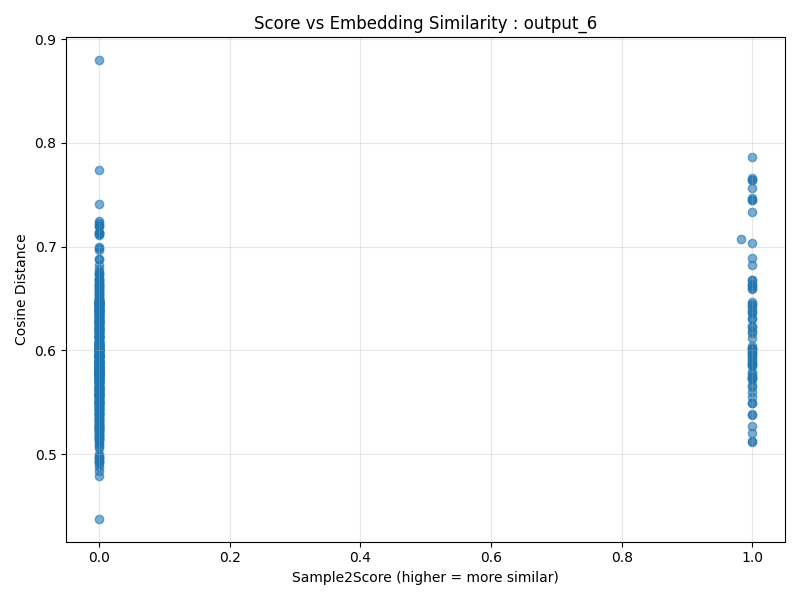 Score vs Embedding Similarity : output_6
0.9
0.8
0.7
0.6
0.5
Cosine Distance
0.0 0.2 0.4 0.6 0.8 1.0
Sample2Score (higher = more similar)